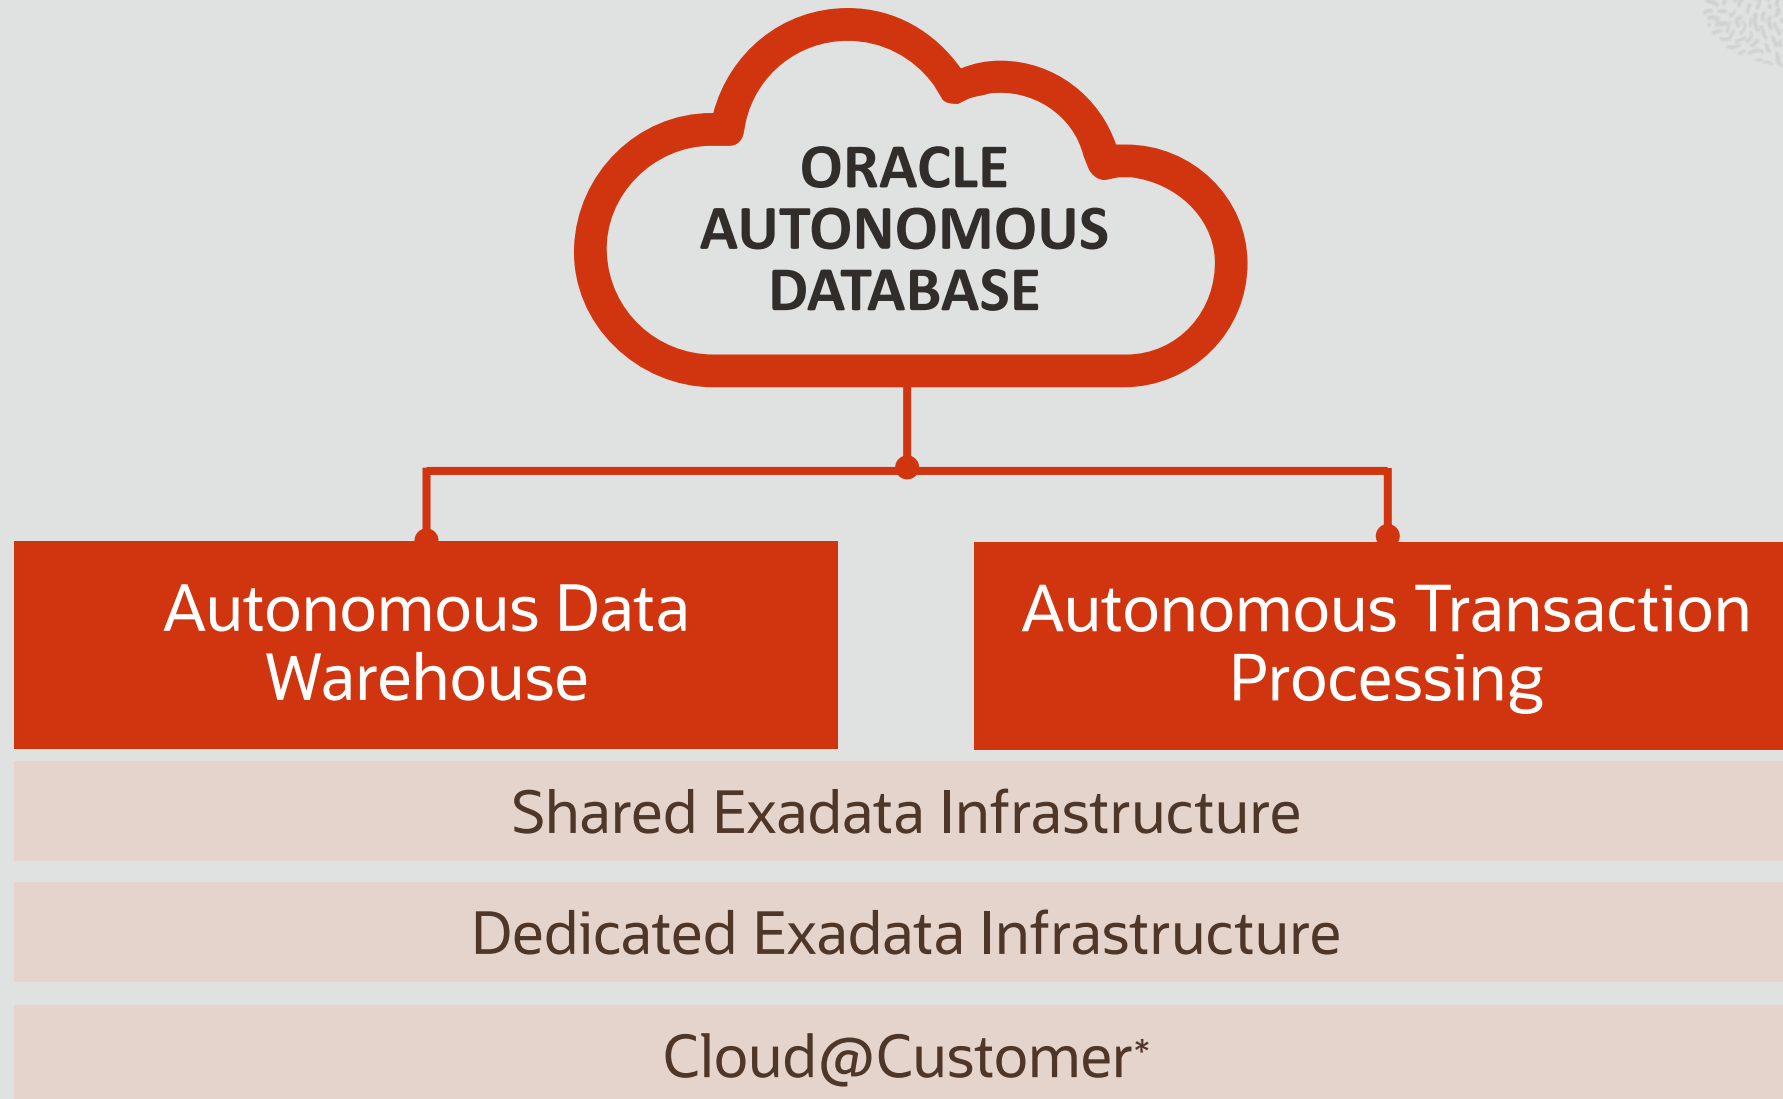 ORACLE
AUTONOMOUS
DATABASE
Autonomous Data
Warehouse
Autonomous Transaction
Processing
Shared Exadata Infrastructure
Dedicated Exadata Infrastructure
Cloud@Customer*